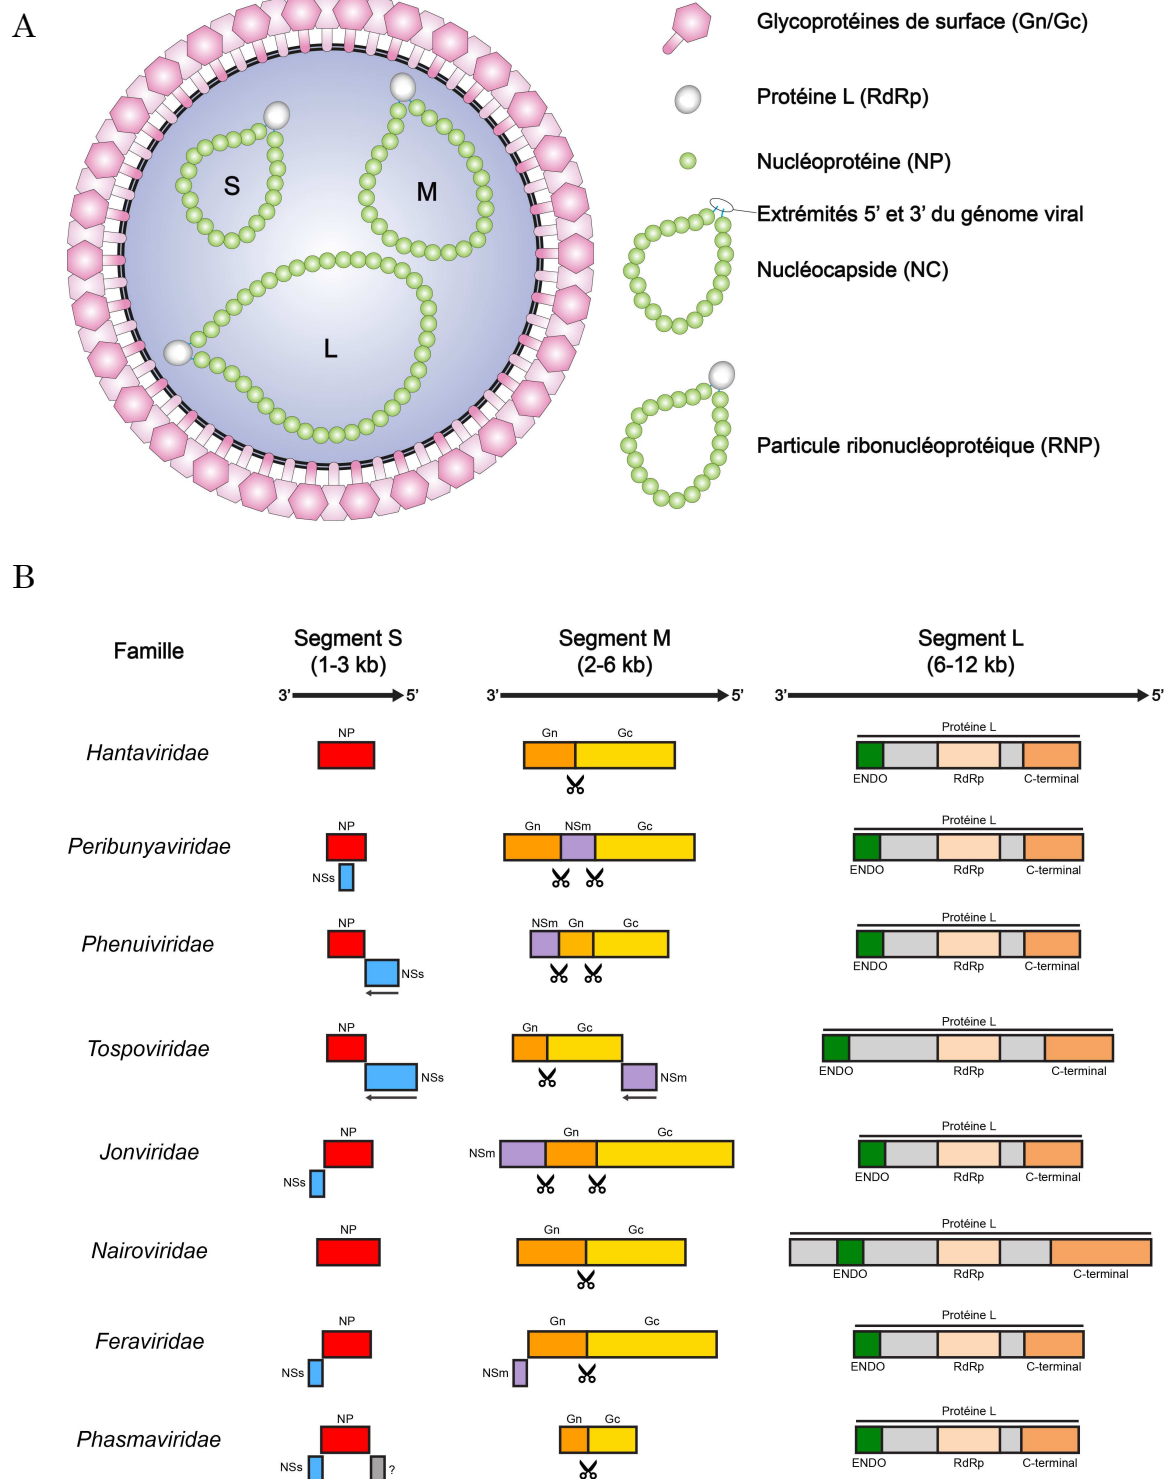 A
Glycoprotéines de surface (Gn/Gc)
Protéine L (RdRp)
Nucléoprotéine (NP)
Extrémités 5’ et 3’ du génome viral
Nucléocapside (NC)
Particule ribonucléoprotéique (RNP)
S
M
L
B
Famille
Segment S
(1-3 kb)
Segment M
(2-6 kb)
Segment L
(6-12 kb)
3’ 5’ 3’ 5’ 3’ 5’
Hantaviridae
NP
Gn Gc
Protéine L
ENDO RdRp C-terminal
Peribunyaviridae
NP
NSs
Gn NSm Gc
Protéine L
ENDO RdRp C-terminal
Phenuiviridae
NP
NSs
NSm Gn Gc
Protéine L
ENDO RdRp C-terminal
Tospoviridae
NP
NSs
Gn Gc
NSm
Protéine L
ENDO RdRp C-terminal
Jonviridae
NP
NSs
NSm Gn Gc
Protéine L
ENDO RdRp C-terminal
Nairoviridae
NP
Gn Gc
Protéine L
ENDO RdRp C-terminal
Feraviridae
NP
NSs
Gn Gc
NSm
Protéine L
ENDO RdRp C-terminal
Phasmaviridae
NP
NSs ?
Gn Gc
Protéine L
ENDO RdRp C-terminal